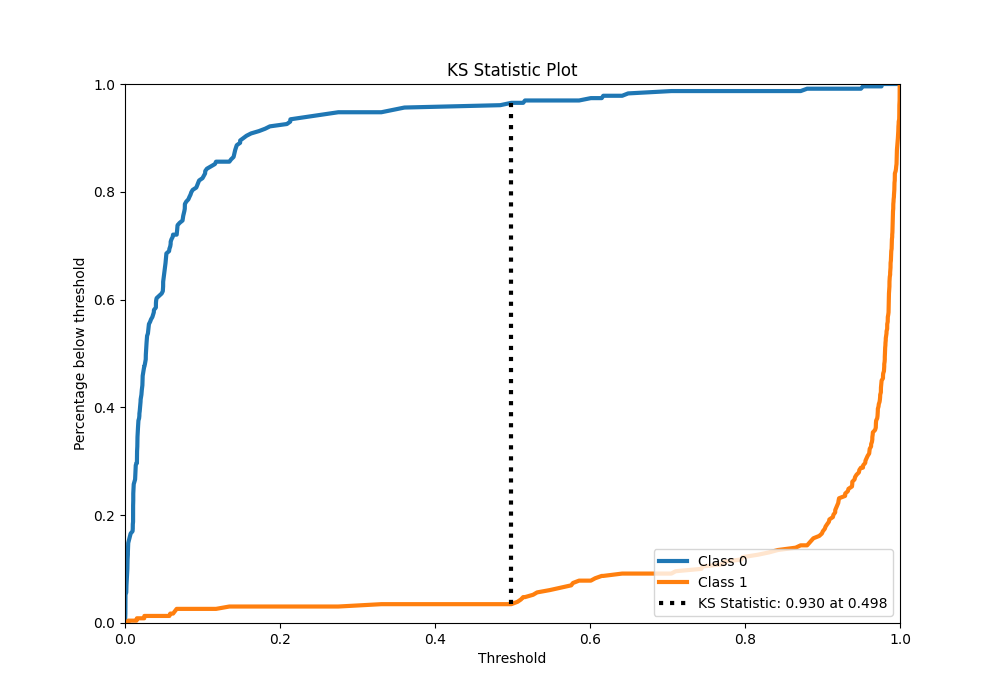 KS Statistic Plot
1.0
0.8
0.6
0.4
0.2
0.0
Percentage below threshold
0.0 0.2 0.4 0.6 0.8 1.0
Threshold
Class 0
Class 1
KS Statistic: 0.930 at 0.498